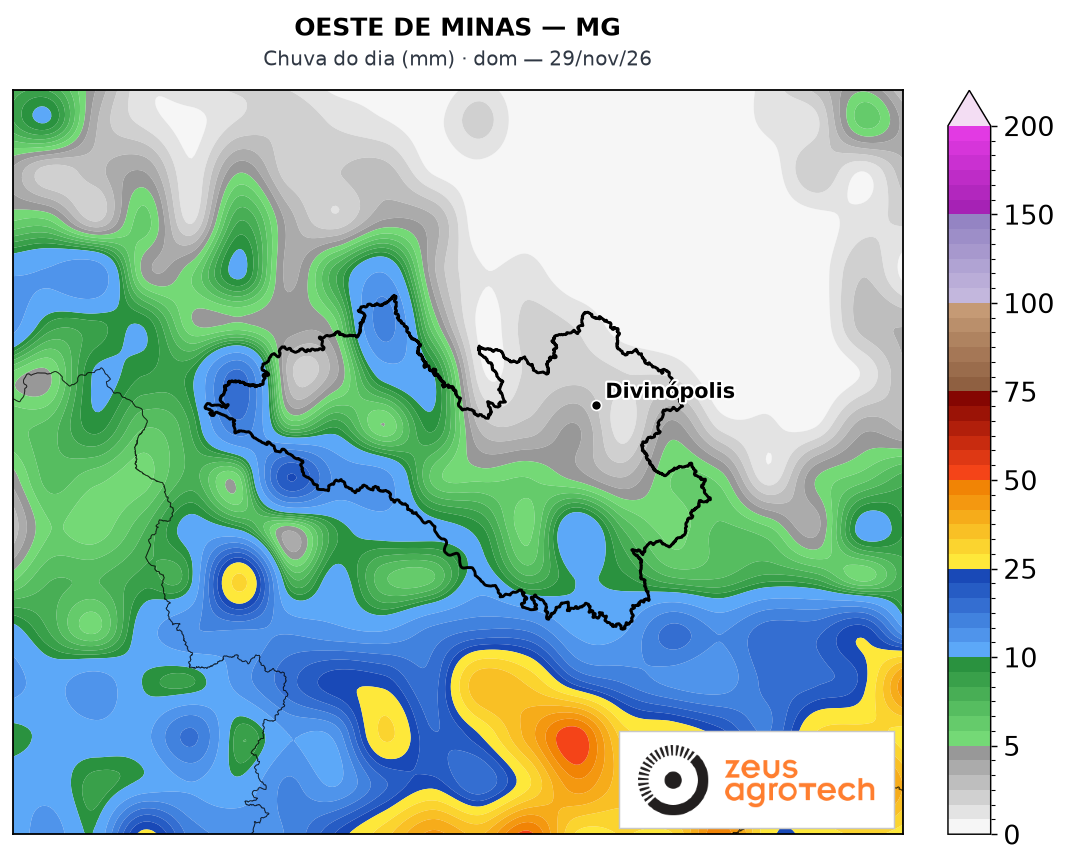 OESTE DE MINAS — MG
Chuva do dia (mm) · dom — 29/nov/26
Divinópolis
200
150
100
75
50
25
10
5
0
zeus
agrotech